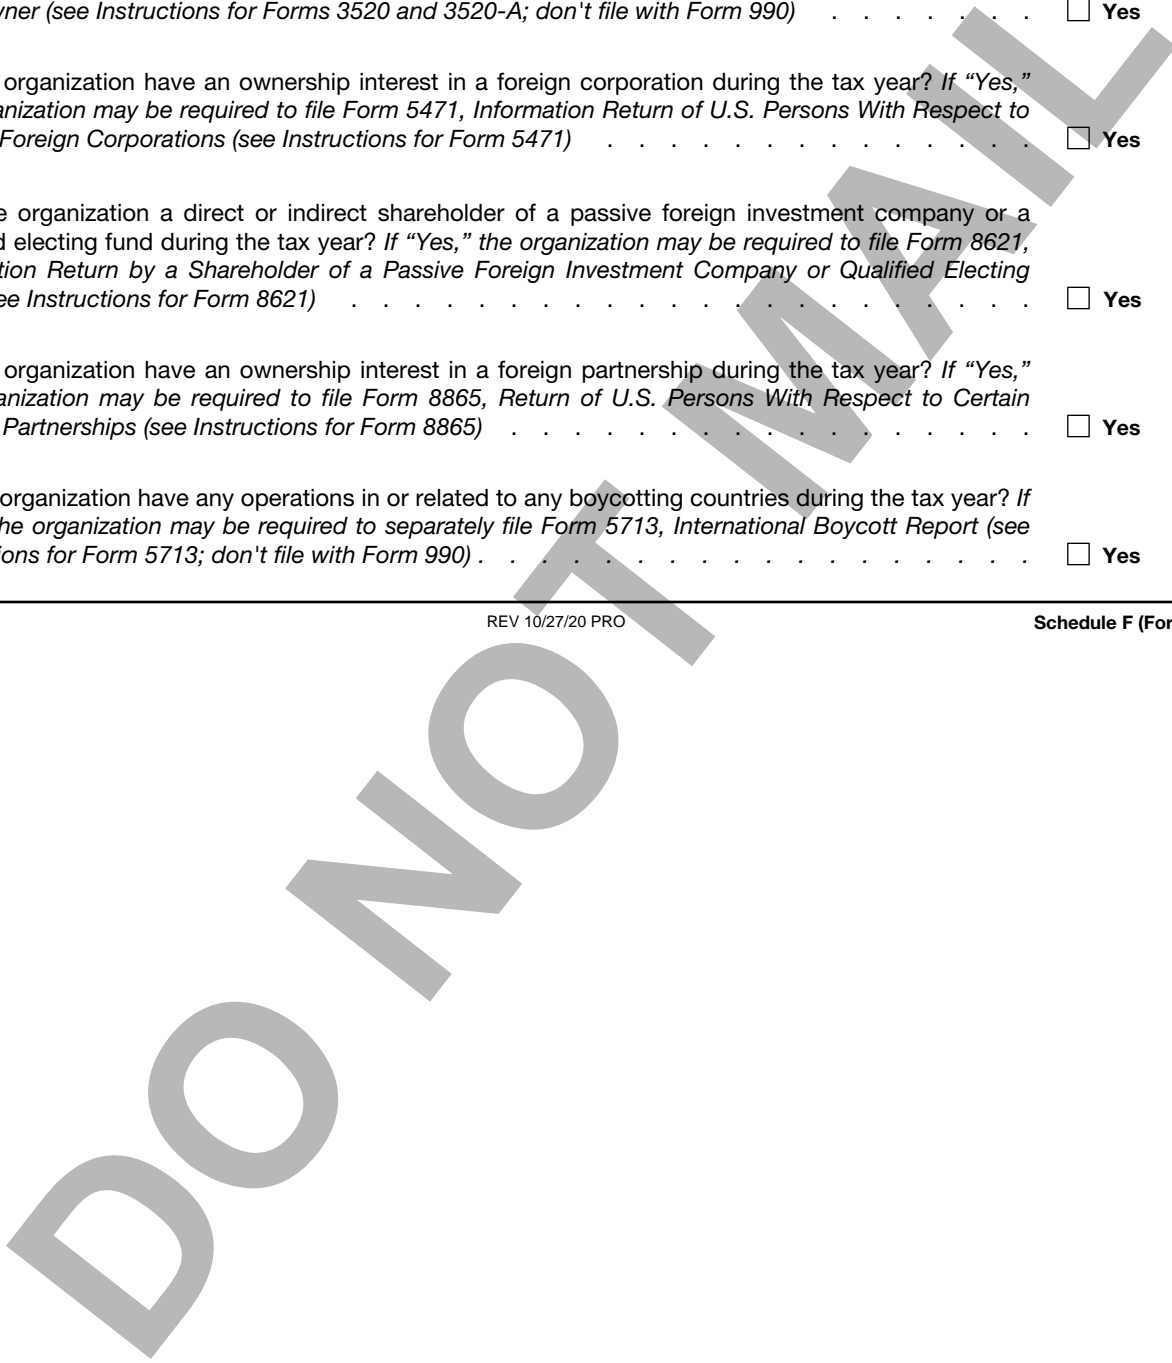 (see Instructions for Forms 3520 and 3520-A; don't file with Form 990) . . . . . . . ☐ Yes
organization have an ownership interest in a foreign corporation during the tax year? If “Yes,”
may be required to file Form 5471, Information Return of U.S. Persons With Respect to
Foreign Corporations (see Instructions for Form 5471) . . . . . . . . . . . . . . ☐ Yes
organization a direct or indirect shareholder of a passive foreign investment company or a
electing fund during the tax year? If “Yes,” the organization may be required to file Form 8621,
Return by a Shareholder of a Passive Foreign Investment Company or Qualified Electing
Instructions for Form 8621) . . . . . . . . . . . . . . . . . . . . . . ☐ Yes
organization have an ownership interest in a foreign partnership during the tax year? If “Yes,”
may be required to file Form 8865, Return of U.S. Persons With Respect to Certain
Partnerships (see Instructions for Form 8865) . . . . . . . . . . . . . . . . . ☐ Yes
organization have any operations in or related to any boycotting countries during the tax year? If
the organization may be required to separately file Form 5713, International Boycott Report (see
for Form 5713; don't file with Form 990) . . . . . . . . . . . . . . . . . . ☐ Yes
REV 10/27/20 PRO
Schedule F (For
DO NOT MAIL